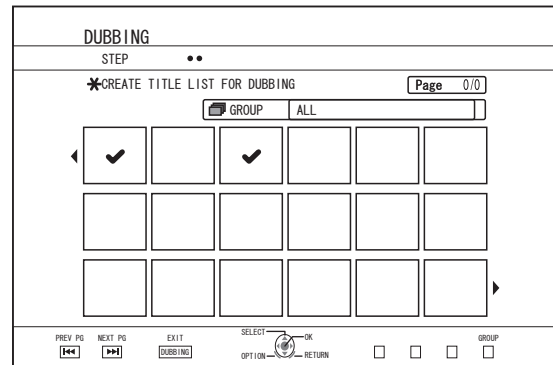 DUBBING
STEP
CREATE TITLE LIST FOR DUBBING
Page 0/0
GROUP ALL
PREV PG NEXT PG EXIT SELECT OK GROUP
DUBBING OPTION RETURN